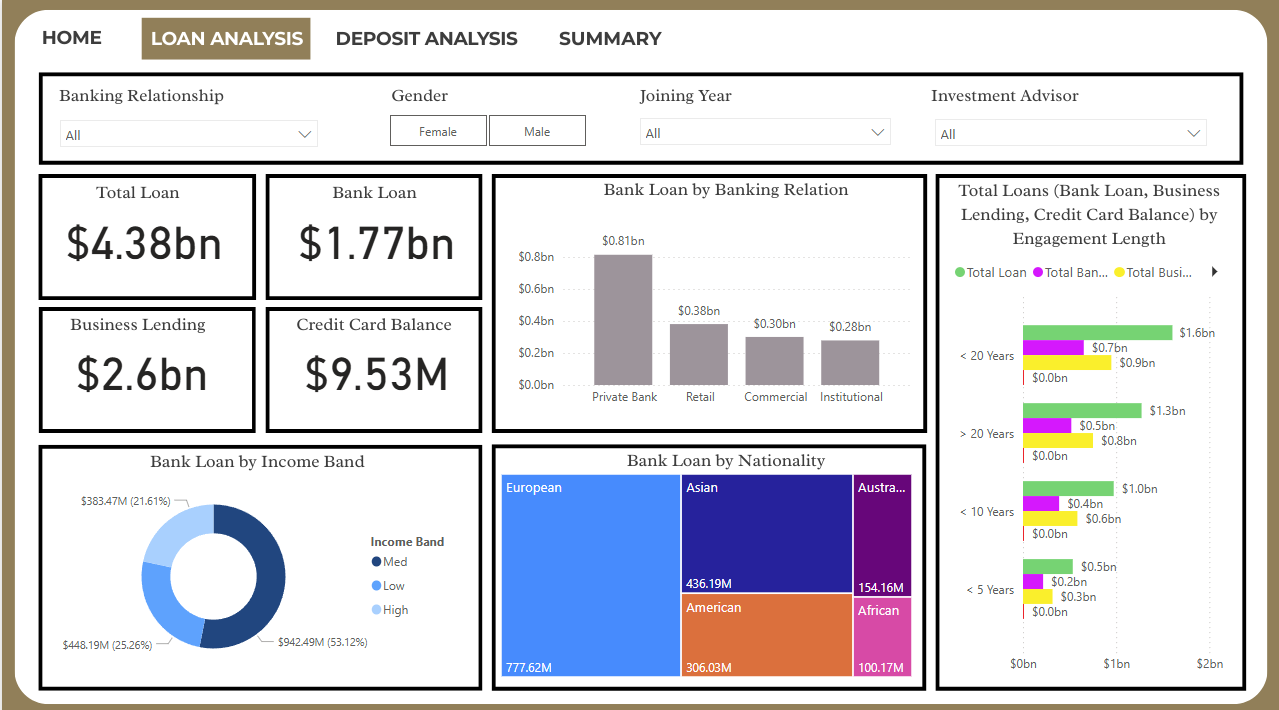 HOME
LOAN ANALYSIS
DEPOSIT ANALYSIS
SUMMARY
Banking Relationship
All
Gender
Female
Male
Joining Year
All
Investment Advisor
All
Total Loan
$4.38bn
Bank Loan
$1.77bn
Business Lending
$2.6bn
Credit Card Balance
$9.53M
Bank Loan by Banking Relation
$0.8bn
$0.6bn
$0.4bn
$0.2bn
$0.0bn
$0.81bn
$0.38bn
$0.30bn
$0.28bn
Private Bank
Retail
Commercial
Institutional
Total Loans (Bank Loan, Business
Lending, Credit Card Balance) by
Engagement Length
Total Loan
Total Ban...
Total Busi...
< 20 Years
$1.6bn
$0.7bn
$0.9bn
$0.0bn
> 20 Years
$1.3bn
$0.5bn
$0.8bn
$0.0bn
< 10 Years
$1.0bn
$0.4bn
$0.6bn
$0.0bn
< 5 Years
$0.5bn
$0.2bn
$0.3bn
$0.0bn
$0bn
$1bn
$2bn
Bank Loan by Income Band
$383.47M (21.61%)
$448.19M (25.26%)
$942.49M (53.12%)
Income Band
Med
Low
High
Bank Loan by Nationality
European
777.62M
Asian
436.19M
American
306.03M
Austra...
154.16M
African
100.17M